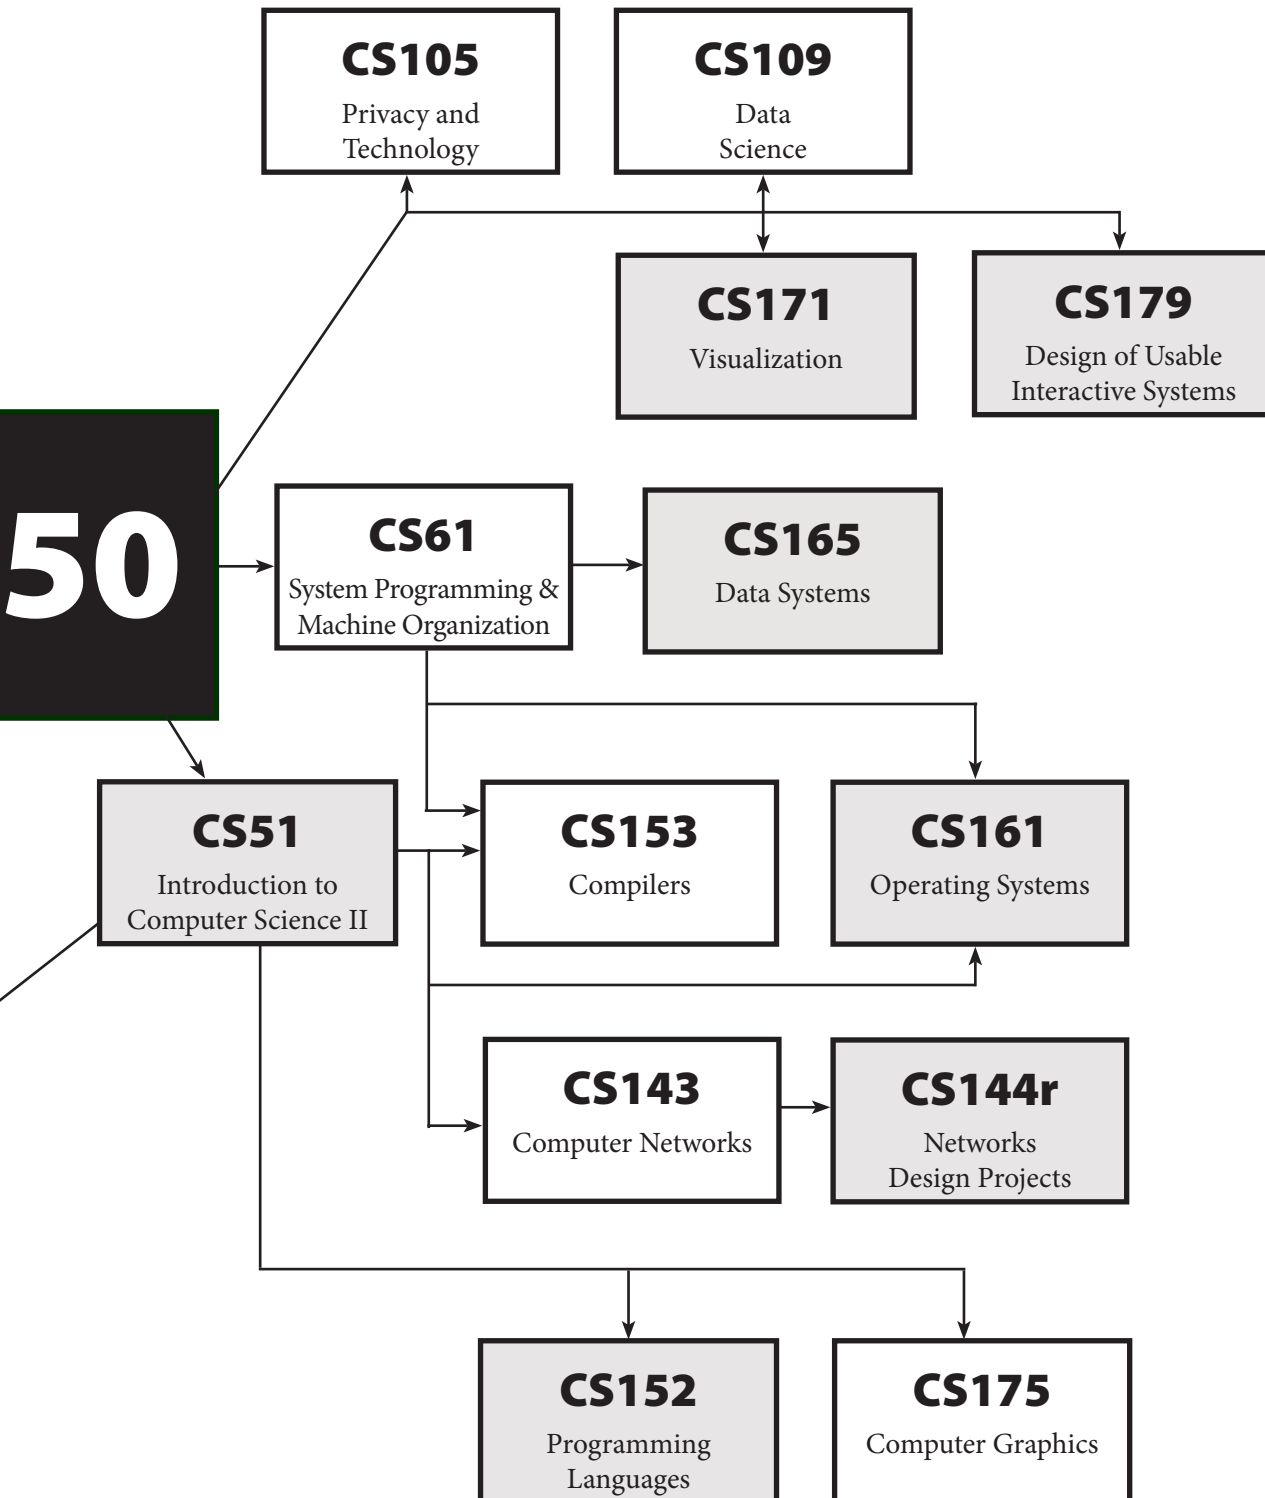 CS105
Privacy and
Technology
CS109
Data
Science
CS171
Visualization
CS179
Design of Usable
Interactive Systems
50
CS61
System Programming &
Machine Organization
CS165
Data Systems
CS51
Introduction to
Computer Science II
CS153
Compilers
CS161
Operating Systems
CS143
Computer Networks
CS144r
Networks
Design Projects
CS152
Programming
Languages
CS175
Computer Graphics